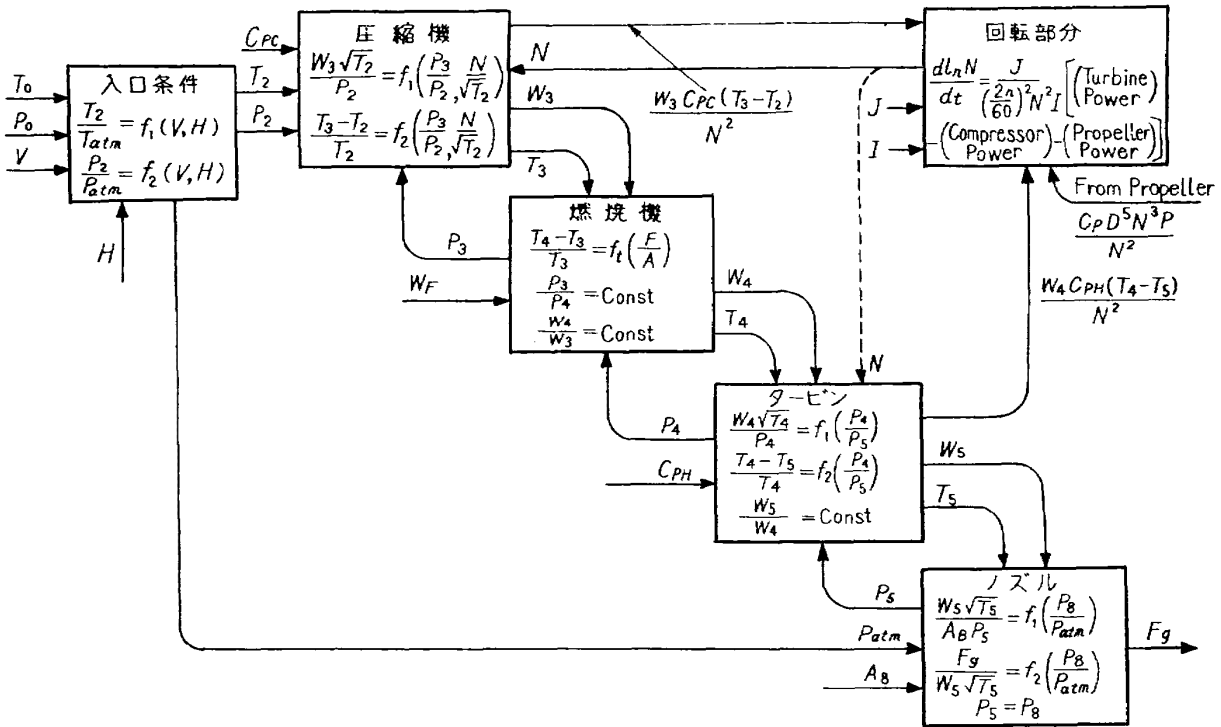 T₀
P₀
V
H
入口条件
T₂/Tatm = f₁(V, H)
P₂/Patm = f₂(V, H)
CPC
T₂
P₂
圧縮機
W₃√T₂/P₂ = f₁(P₃/P₂, N/√T₂)
T₃-T₂/T₂ = f₂(P₃/P₂, N/√T₂)
N
W₃CPC(T₃-T₂)/N²
W₃
T₃
回転部分
dlnN/dt = J/(2n/60)²N²I [(Turbine Power)
-(Compressor Power)-(Propeller Power)]
J
I
From Propeller
CPD⁵N³P/N²
W₄CPH(T₄-T₅)/N²
P₃
WF
燃焼機
T₄-T₃/T₃ = ft(F/A)
P₃/P₄ = Const
W₄/W₃ = Const
W₄
T₄
N
P₄
CPH
タービン
W₄√T₄/P₄ = f₁(P₄/P₅)
T₄-T₅/T₄ = f₂(P₄/P₅)
W₅/W₄ = Const
W₅
T₅
P₅
Patm
A₈
ノズル
W₅√T₅/A₈P₅ = f₁(P₈/Patm)
Fg/W₅√T₅ = f₂(P₈/Patm)
P₅ = P₈
Fg